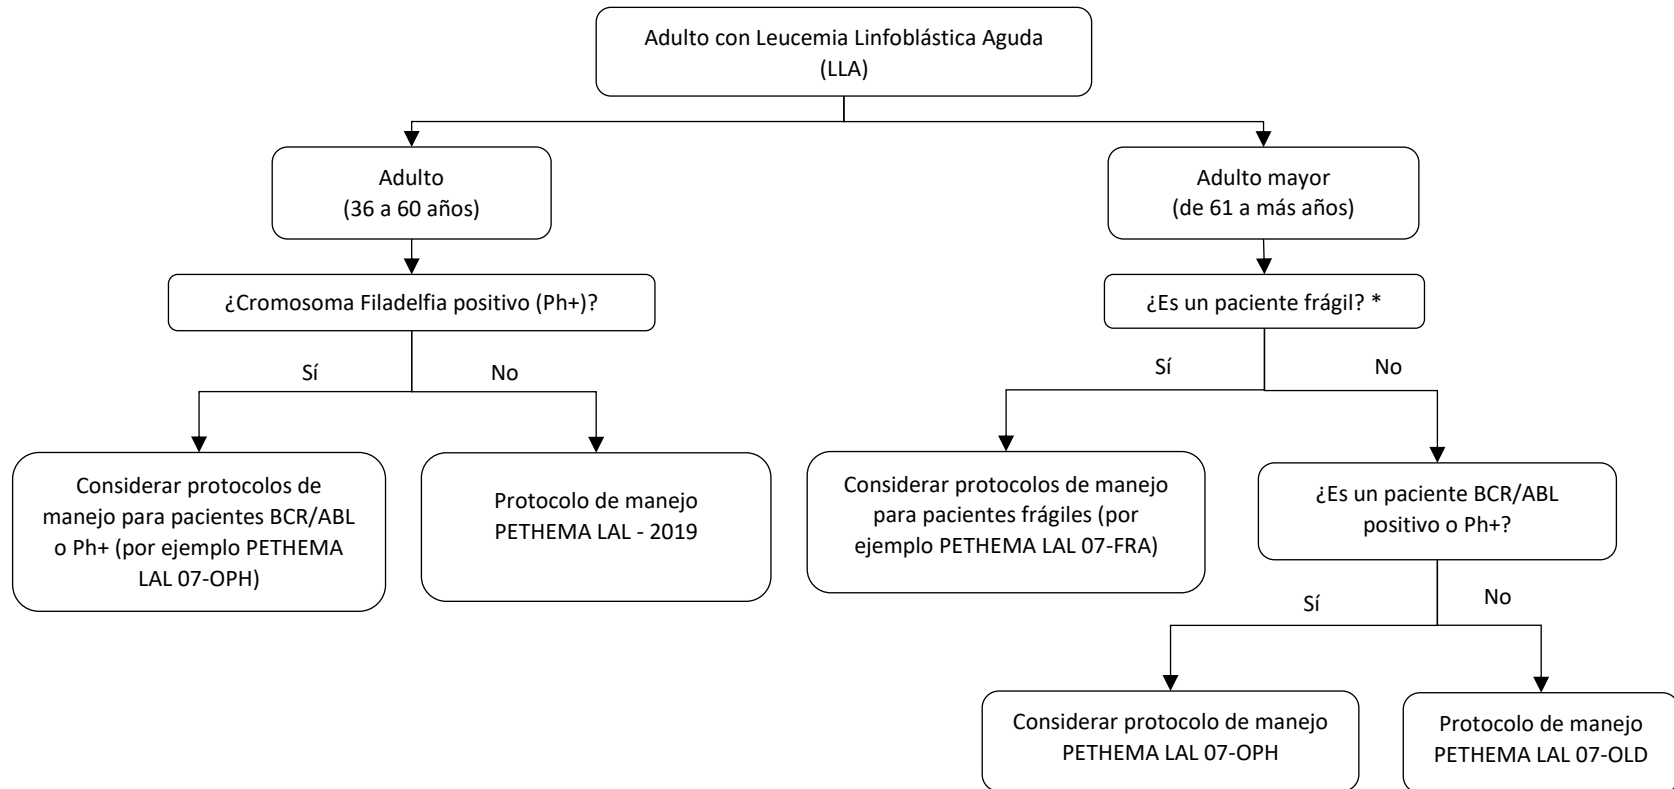 Adulto con Leucemia Linfoblástica Aguda
(LLA)
Adulto
(36 a 60 años)
Adulto mayor
(de 61 a más años)
¿Cromosoma Filadelfia positivo (Ph+)?
¿Es un paciente frágil? *
Sí
No
Sí
No
Considerar protocolos de
manejo para pacientes BCR/ABL
o Ph+ (por ejemplo PETHEMA
LAL 07-OPH)
Protocolo de manejo
PETHEMA LAL - 2019
Considerar protocolos de manejo
para pacientes frágiles (por
ejemplo PETHEMA LAL 07-FRA)
¿Es un paciente BCR/ABL
positivo o Ph+?
Sí
No
Considerar protocolo de manejo
PETHEMA LAL 07-OPH
Protocolo de manejo
PETHEMA LAL 07-OLD